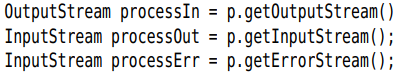 OutputStream processIn = p.getOutputStream()
InputStream processOut = p.getInputStream();
InputStream processErr = p.getErrorStream();